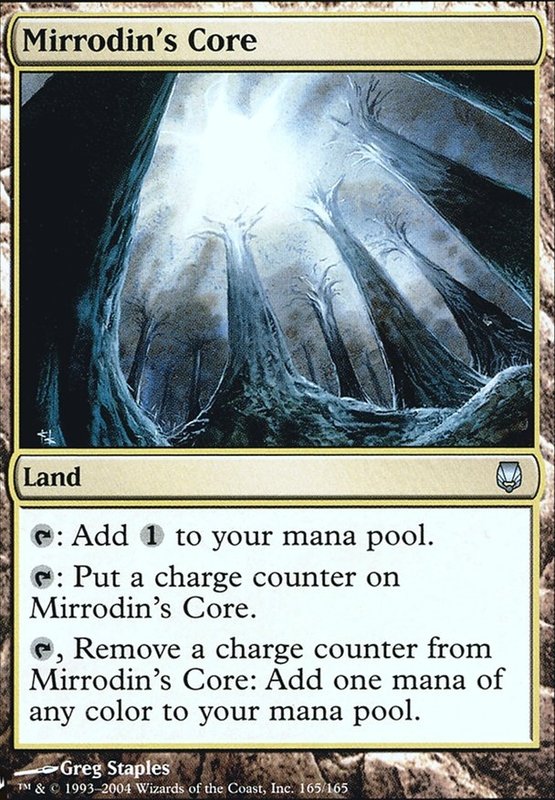 Mirrodin's Core
Land
: Add 1 to your mana pool.
: Put a charge counter on
Mirrodin's Core.
, Remove a charge counter from
Mirrodin's Core: Add one mana of
any color to your mana pool.
Greg Staples
™ & © 1993–2004 Wizards of the Coast, Inc. 165/165